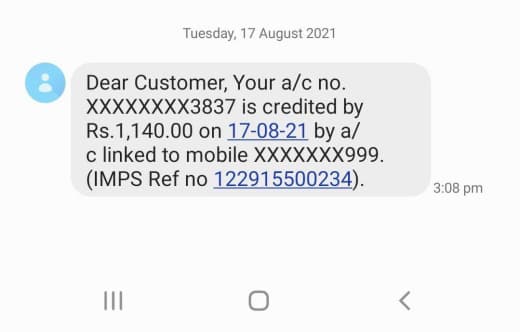 Tuesday, 17 August 2021
Dear Customer, Your a/c no.
XXXXXXXX3837 is credited by
Rs.1,140.00 on 17-08-21 by a/
c linked to mobile XXXXXXX999.
(IMPS Ref no 122915500234).
3:08 pm